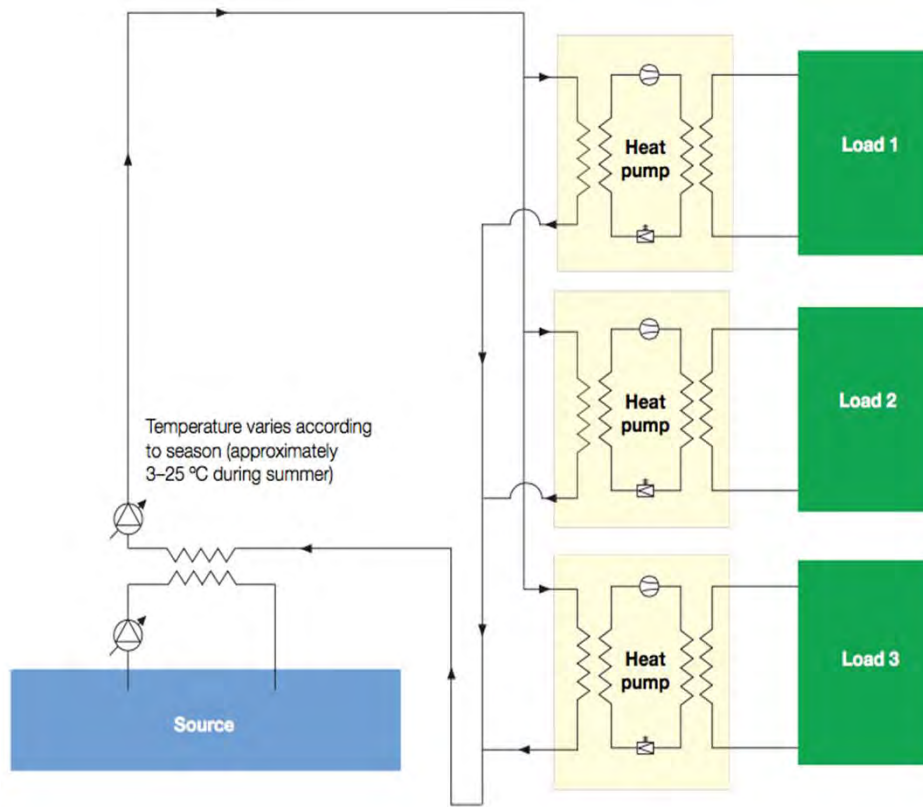 Heat
pump
Load 1
Heat
pump
Load 2
Temperature varies according
to season (approximately
3–25 ºC during summer)
Heat
pump
Load 3
Source